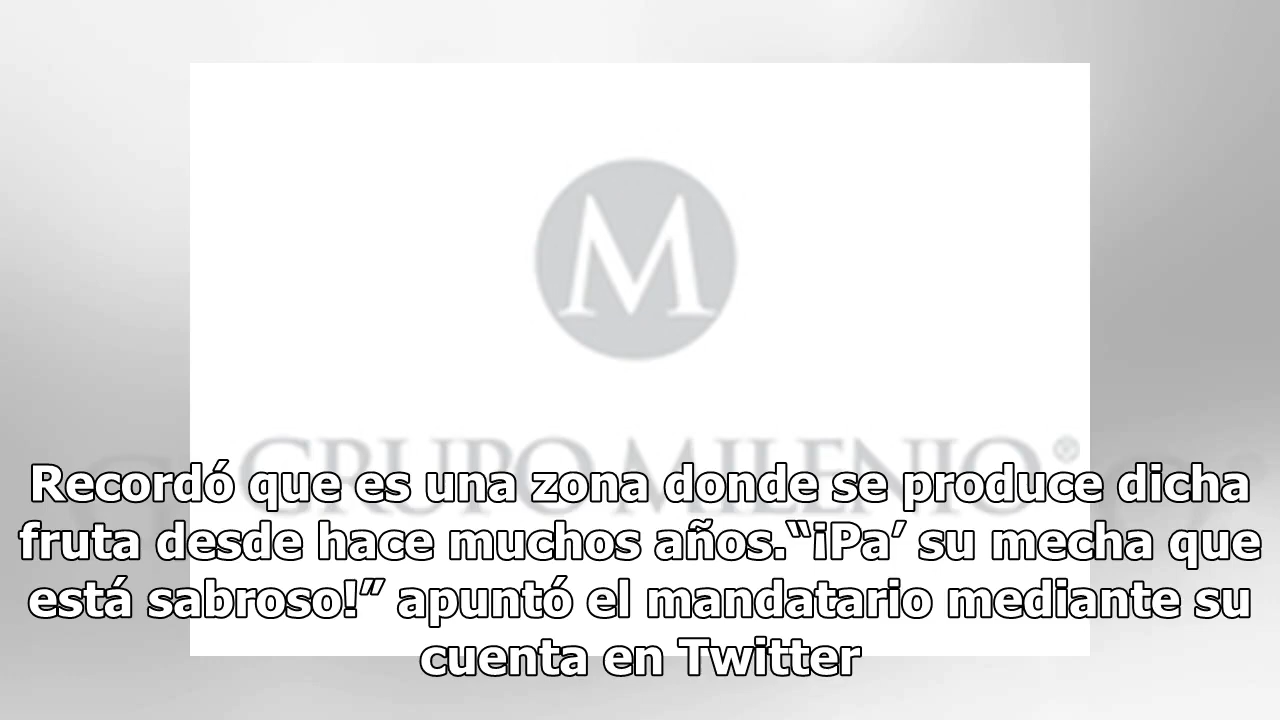 M
GRUPO MILENIO®
Recordó que es una zona donde se produce dicha
fruta desde hace muchos años.“¡Pa’ su mecha que
está sabroso!” apuntó el mandatario mediante su
cuenta en Twitter